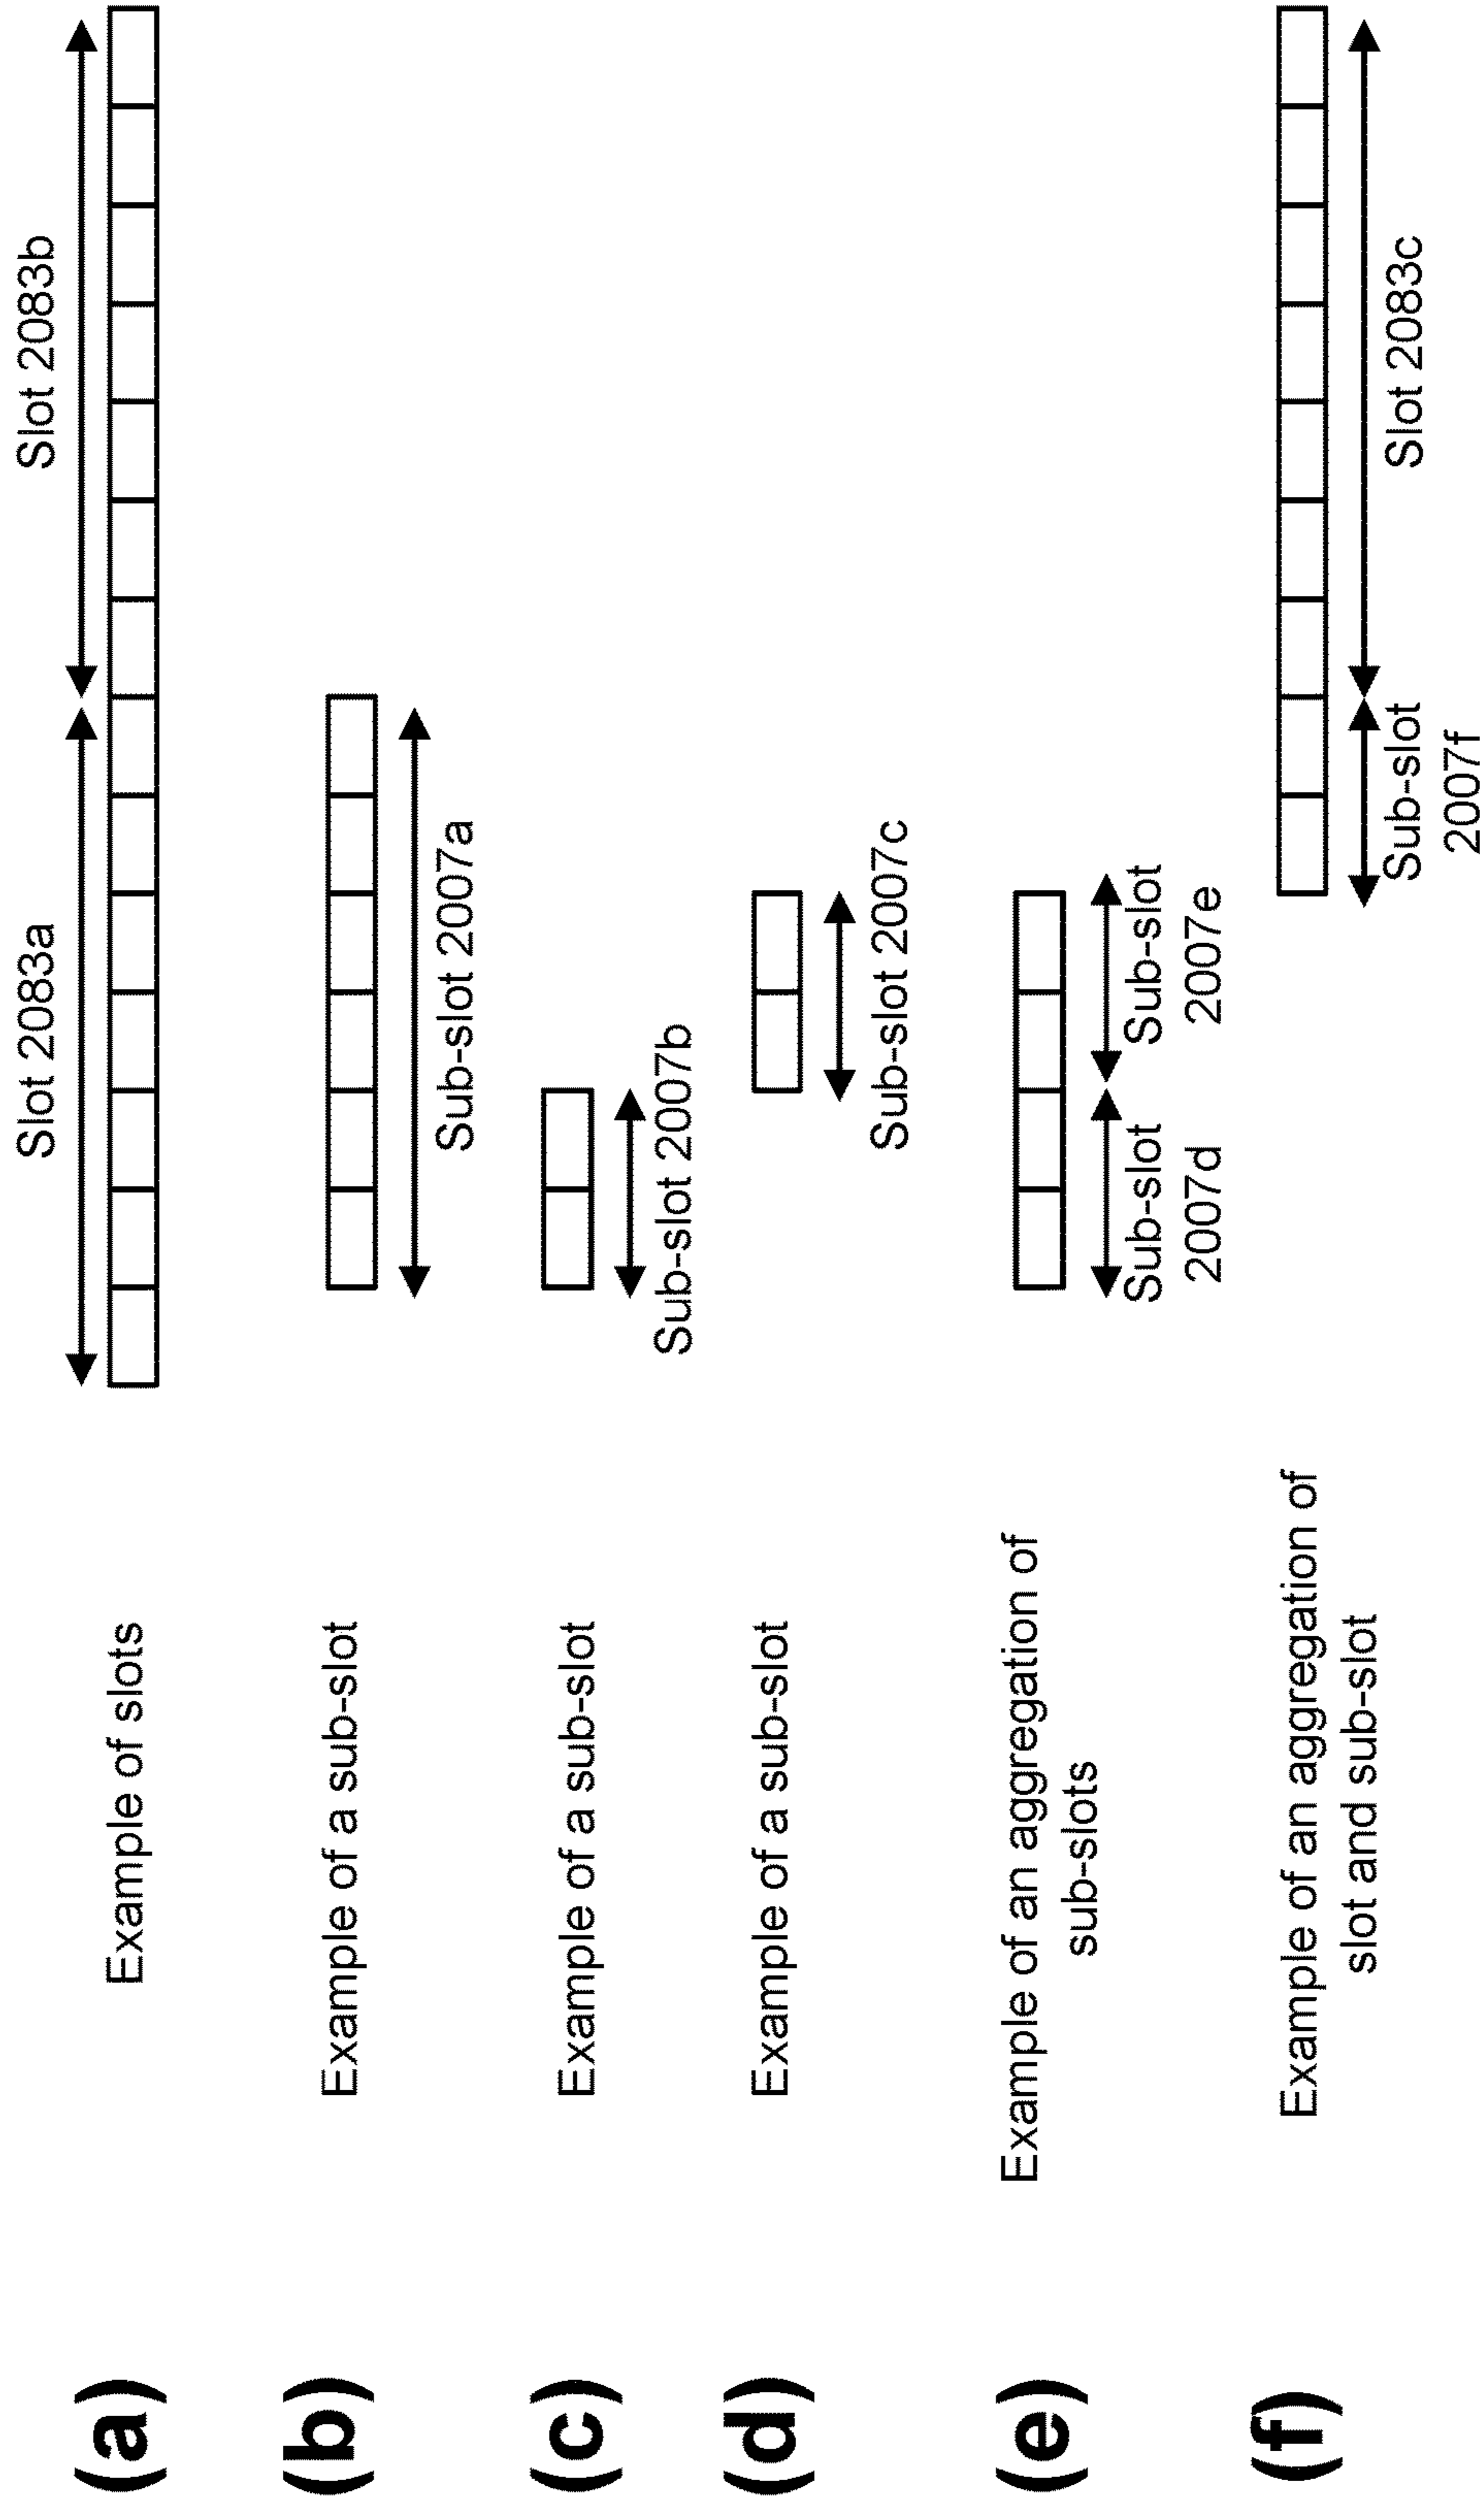 (a)
Example of slots
Slot 2083a
Slot 2083b
(b)
Example of a sub-slot
Sub-slot 2007a
(c)
Example of a sub-slot
Sub-slot 2007b
(d)
Example of a sub-slot
Sub-slot 2007c
(e)
Example of an aggregation of
sub-slots
Sub-slot
2007d
Sub-slot
2007e
(f)
Example of an aggregation of
slot and sub-slot
Sub-slot
2007f
Slot 2083c